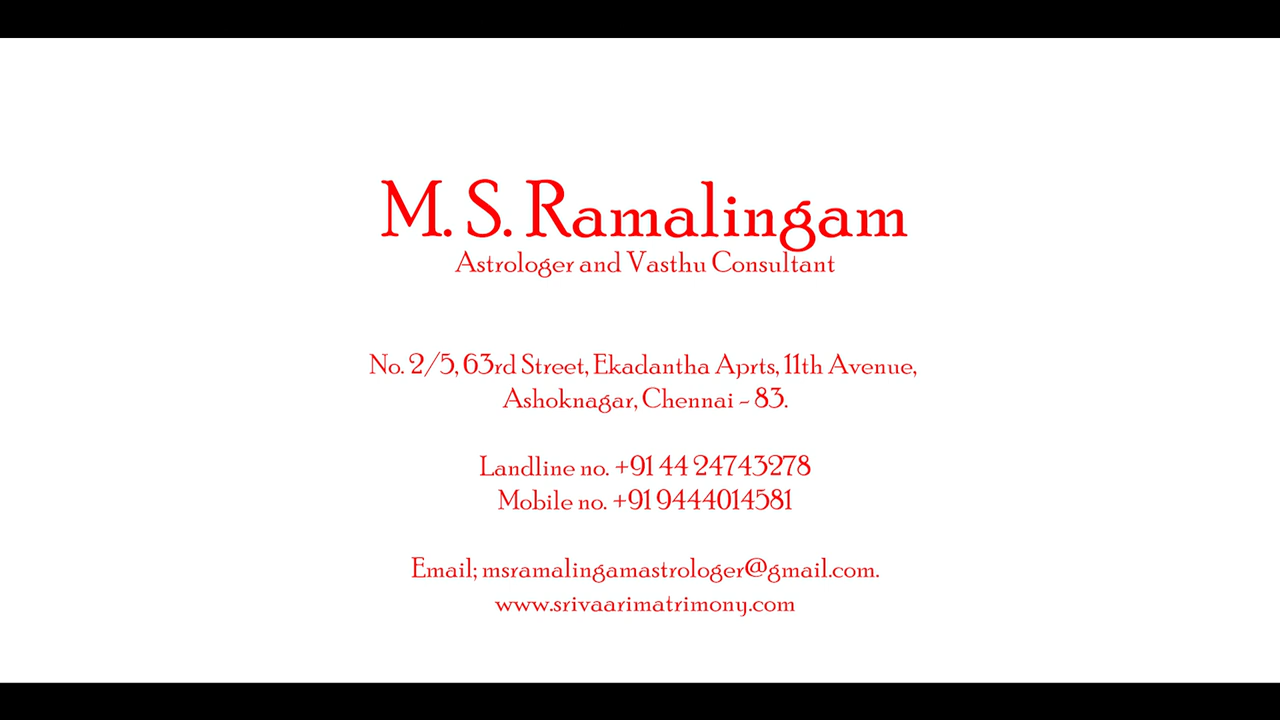 M. S. Ramalingam
Astrologer and Vasthu Consultant
No. 2/5, 63rd Street, Ekadantha Aprts, 11th Avenue,
Ashoknagar, Chennai - 83.
Landline no. +91 44 24743278
Mobile no. +91 9444014581
Email; msramalingamastrologer@gmail.com.
www.srivaarimatrimony.com